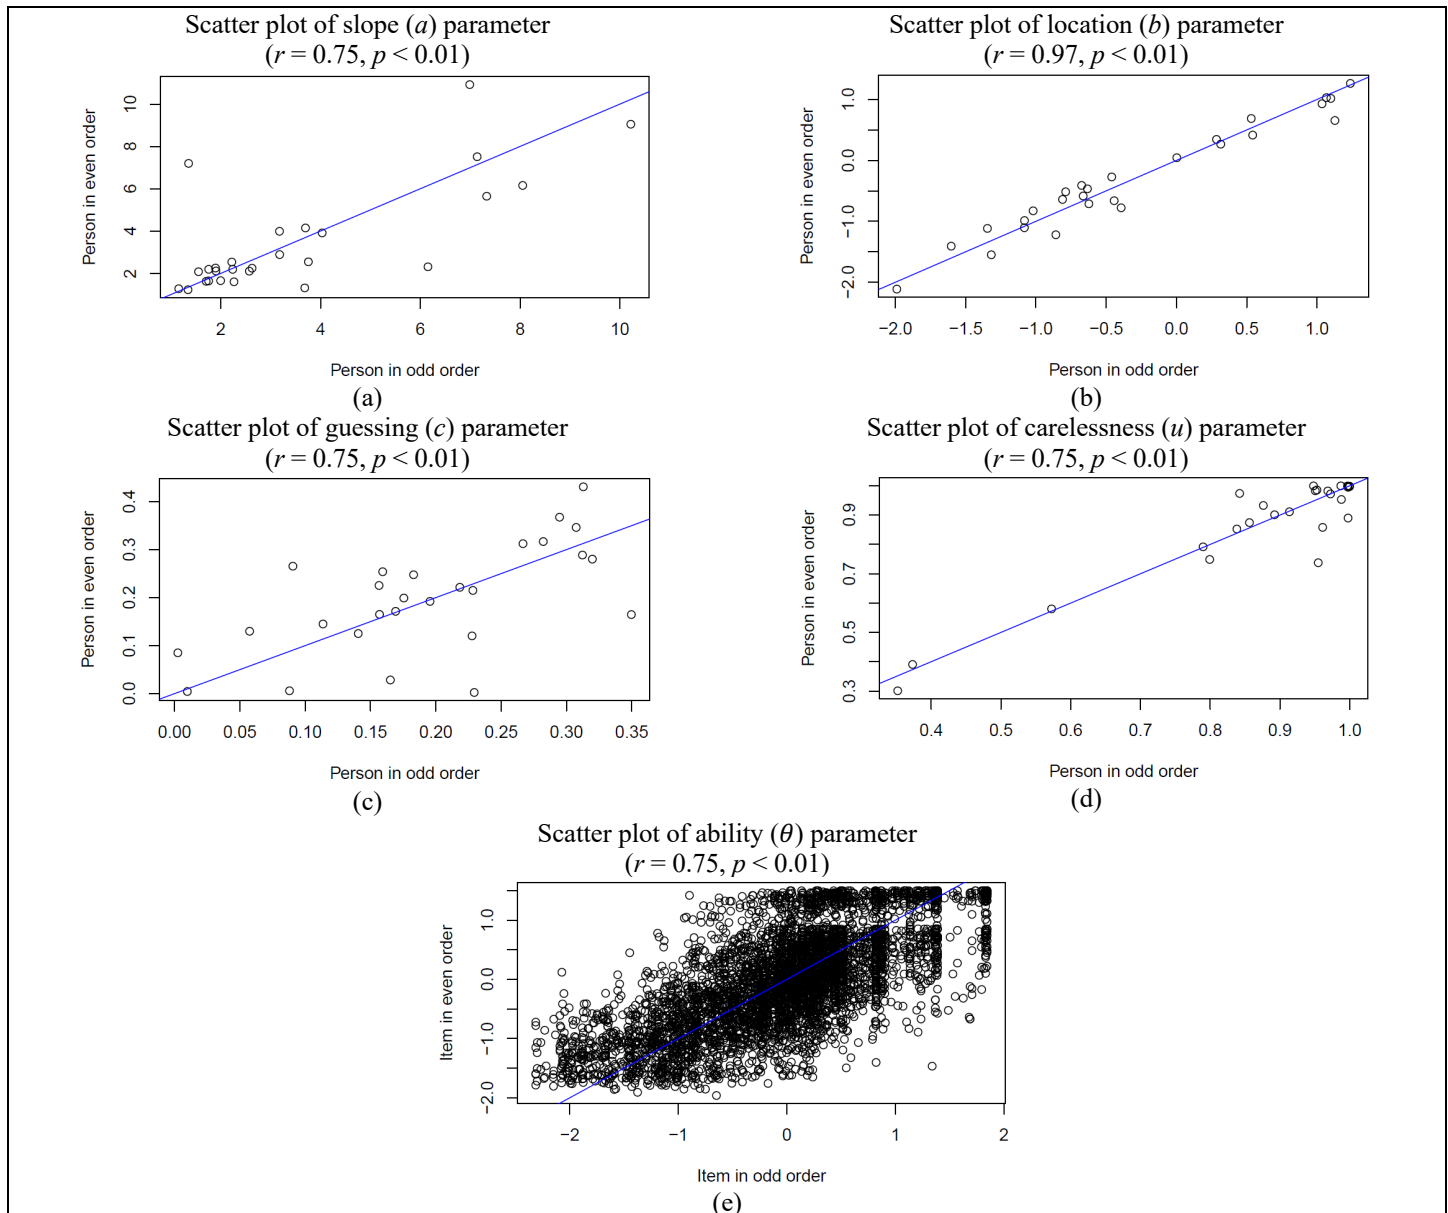 Scatter plot of slope (a) parameter
(r = 0.75, p < 0.01)
10
8
6
4
2
Person in even order
2 4 6 8 10
Person in odd order
(a)
Scatter plot of location (b) parameter
(r = 0.97, p < 0.01)
1.0
0.0
−1.0
−2.0
Person in even order
−2.0 −1.5 −1.0 −0.5 0.0 0.5 1.0
Person in odd order
(b)
Scatter plot of guessing (c) parameter
(r = 0.75, p < 0.01)
0.4
0.3
0.2
0.1
0.0
Person in even order
0.00 0.05 0.10 0.15 0.20 0.25 0.30 0.35
Person in odd order
(c)
Scatter plot of carelessness (u) parameter
(r = 0.75, p < 0.01)
0.9
0.7
0.5
0.3
Person in even order
0.4 0.5 0.6 0.7 0.8 0.9 1.0
Person in odd order
(d)
Scatter plot of ability (θ) parameter
(r = 0.75, p < 0.01)
1.0
0.0
−1.0
−2.0
Item in even order
−2 −1 0 1 2
Item in odd order
(e)